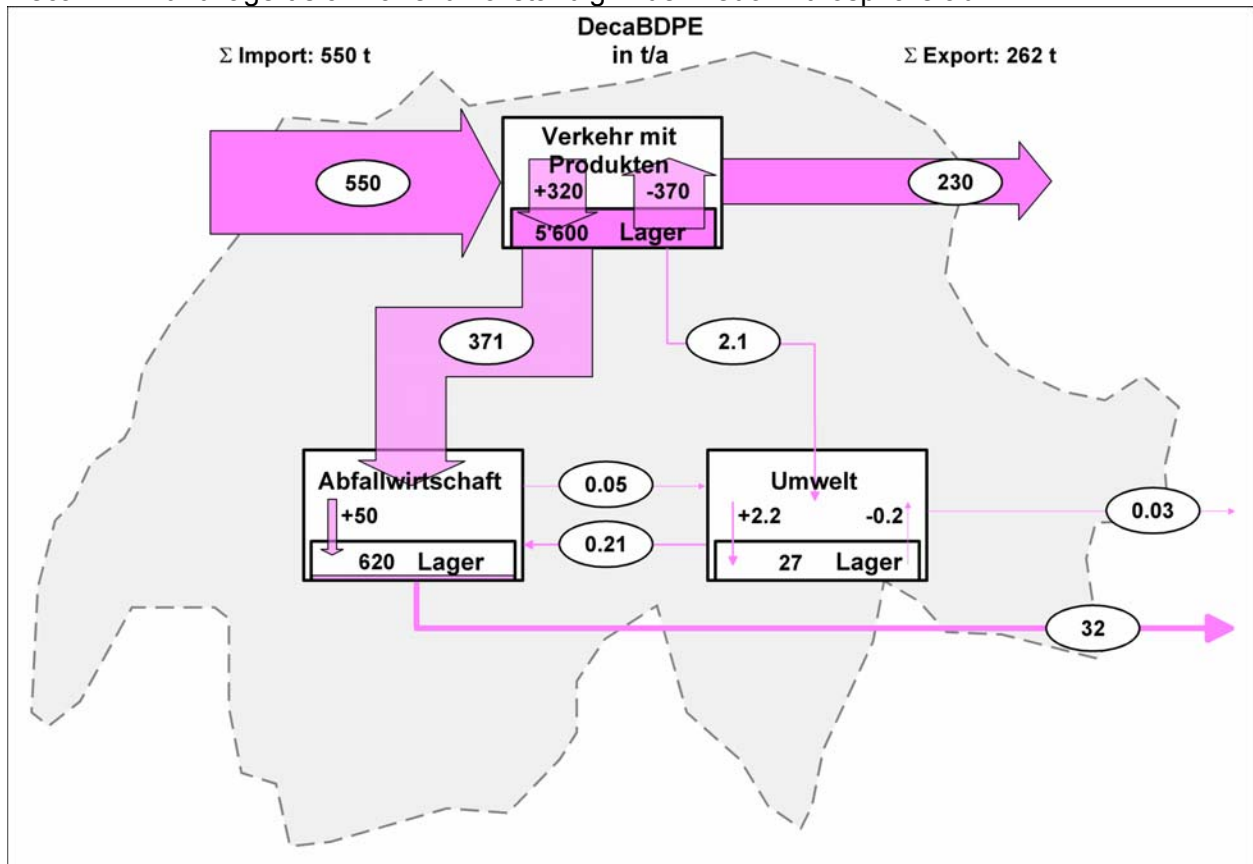 DecaBDPE
in t/a
Σ Import: 550 t
Σ Export: 262 t
Verkehr mit
Produkten
+320
-370
5'600 Lager
550
230
371
2.1
Abfallwirtschaft
+50
620 Lager
0.05
0.21
Umwelt
+2.2
-0.2
27 Lager
0.03
32